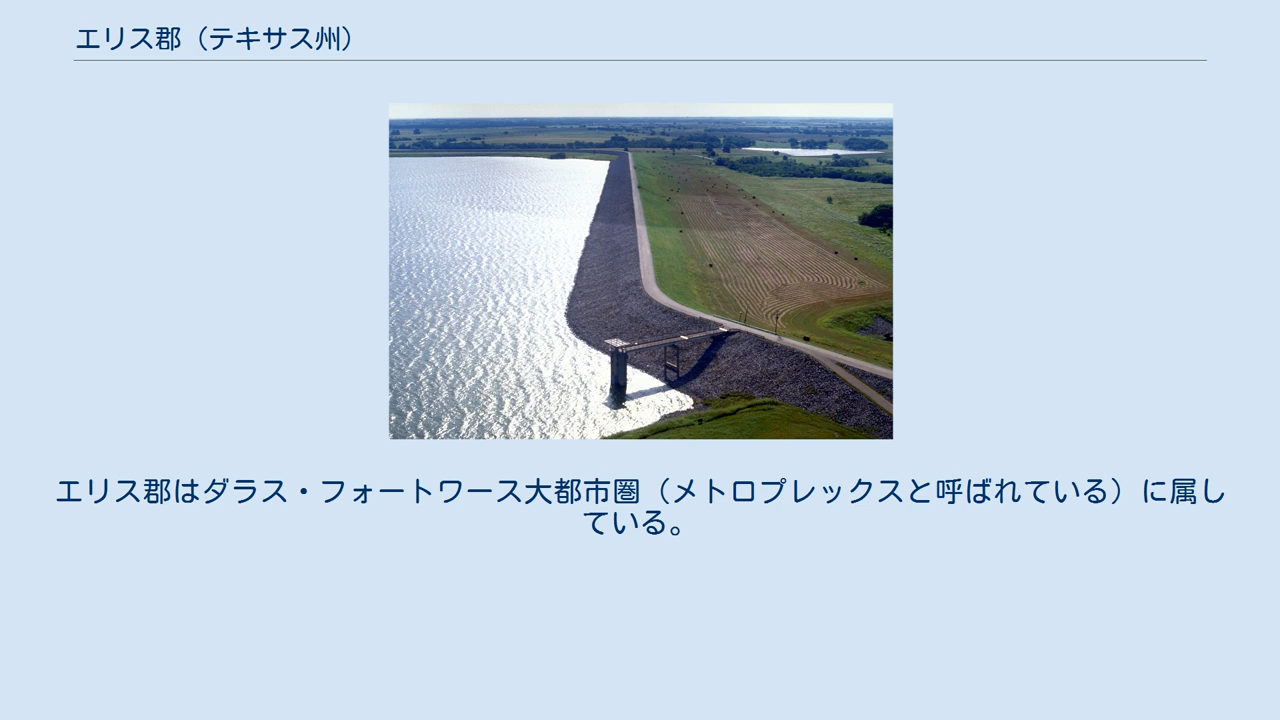 エリス郡（テキサス州）
エリス郡はダラス・フォートワース大都市圏（メトロプレックスと呼ばれている）に属し
ている。